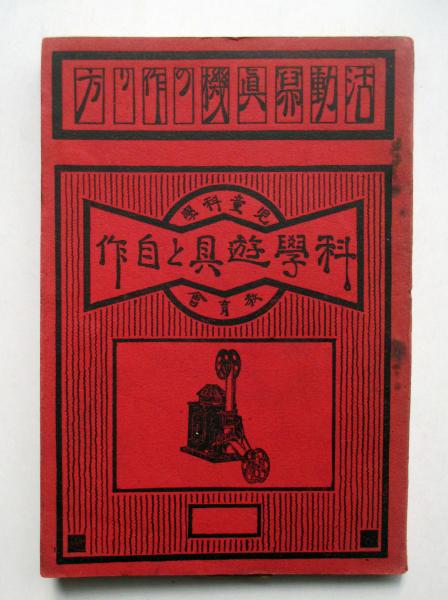 活動寫眞機の作り方
兒童科學
科學遊具と自作
教育會